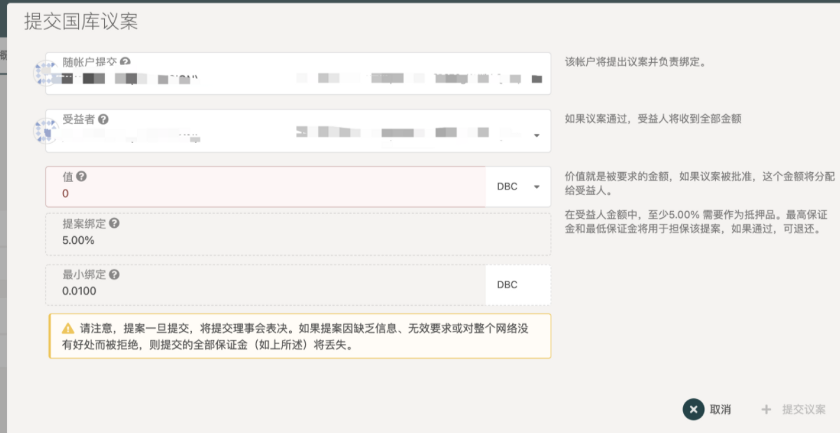 提交国库议案
随帐户提交
该帐户将提出议案并负责绑定。
受益者
如果议案通过，受益人将收到全部金额
值
0
DBC
价值就是被要求的金额，如果议案被批准，这个金额将分配
给受益人。
提案绑定
5.00%
在受益人金额中，至少5.00% 需要作为抵押品。最高保证
金和最低保证金将用于担保该提案，如果通过，可退还。
最小绑定
0.0100
DBC
请注意，提案一旦提交，将提交理事会表决。如果提案因缺乏信息、无效要求或对整个网络没
有好处而被拒绝，则提交的全部保证金（如上所述）将丢失。
取消
+ 提交议案